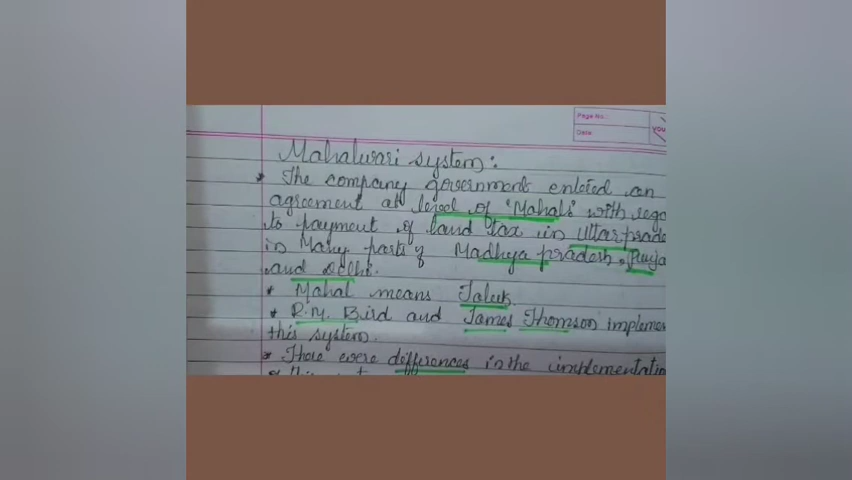 Page No.
Date
YOU
Mahalwari system:
* The company government entered an
agreement at level of 'Mahals' with rega
to payment of land tax in Uttar prade
in Many parts of Madhya pradesh, Punja
and Delhi.
* Mahal means Taluk.
* R.M. Bird and James Thomson implemen
this system.
* There were differences in the implementatio